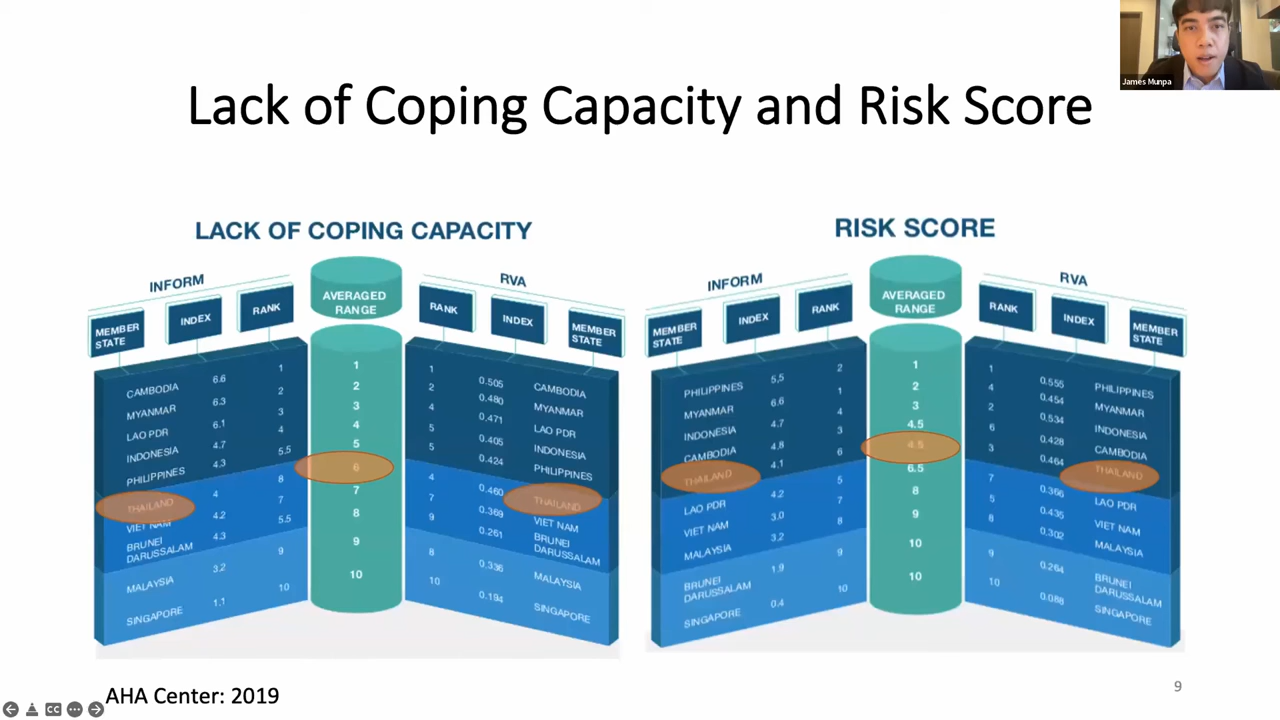 James Munpa
Lack of Coping Capacity and Risk Score
LACK OF COPING CAPACITY
INFORM
MEMBER STATE
INDEX
RANK
AVERAGED RANGE
RVA
RANK
INDEX
MEMBER STATE
CAMBODIA 6.6 1
MYANMAR 6.3 2
LAO PDR 6.1 3
INDONESIA 4.7 4
PHILIPPINES 4.3 5.5
THAILAND 4 8
VIET NAM 4.2 7
BRUNEI DARUSSALAM 4.3 5.5
MALAYSIA 3.2 9
SINGAPORE 1.1 10
1
2
3
4
5
6
7
8
9
10
1 0.505 CAMBODIA
2 0.480 MYANMAR
4 0.471 LAO PDR
5 0.405 INDONESIA
5 0.424 PHILIPPINES
4 0.460 THAILAND
7 0.369 VIET NAM
9 0.261 BRUNEI DARUSSALAM
8 0.336 MALAYSIA
10 0.194 SINGAPORE
RISK SCORE
INFORM
MEMBER STATE
INDEX
RANK
AVERAGED RANGE
RVA
RANK
INDEX
MEMBER STATE
PHILIPPINES 5,5 2
MYANMAR 6.6 1
INDONESIA 4.7 4
CAMBODIA 4.8 3
THAILAND 4.1 6
LAO PDR 4.2 5
VIET NAM 3.0 7
MALAYSIA 3.2 8
BRUNEI DARUSSALAM 1.9 9
SINGAPORE 0.4 10
1
2
3
4.5
4.5
6.5
8
9
10
10
1 0.555 PHILIPPINES
4 0.454 MYANMAR
2 0.534 INDONESIA
6 0.428 CAMBODIA
3 0.464 THAILAND
7 0.366 LAO PDR
5 0.435 VIET NAM
8 0.302 MALAYSIA
9 0.264 BRUNEI DARUSSALAM
10 0.088 SINGAPORE
AHA Center: 2019
9